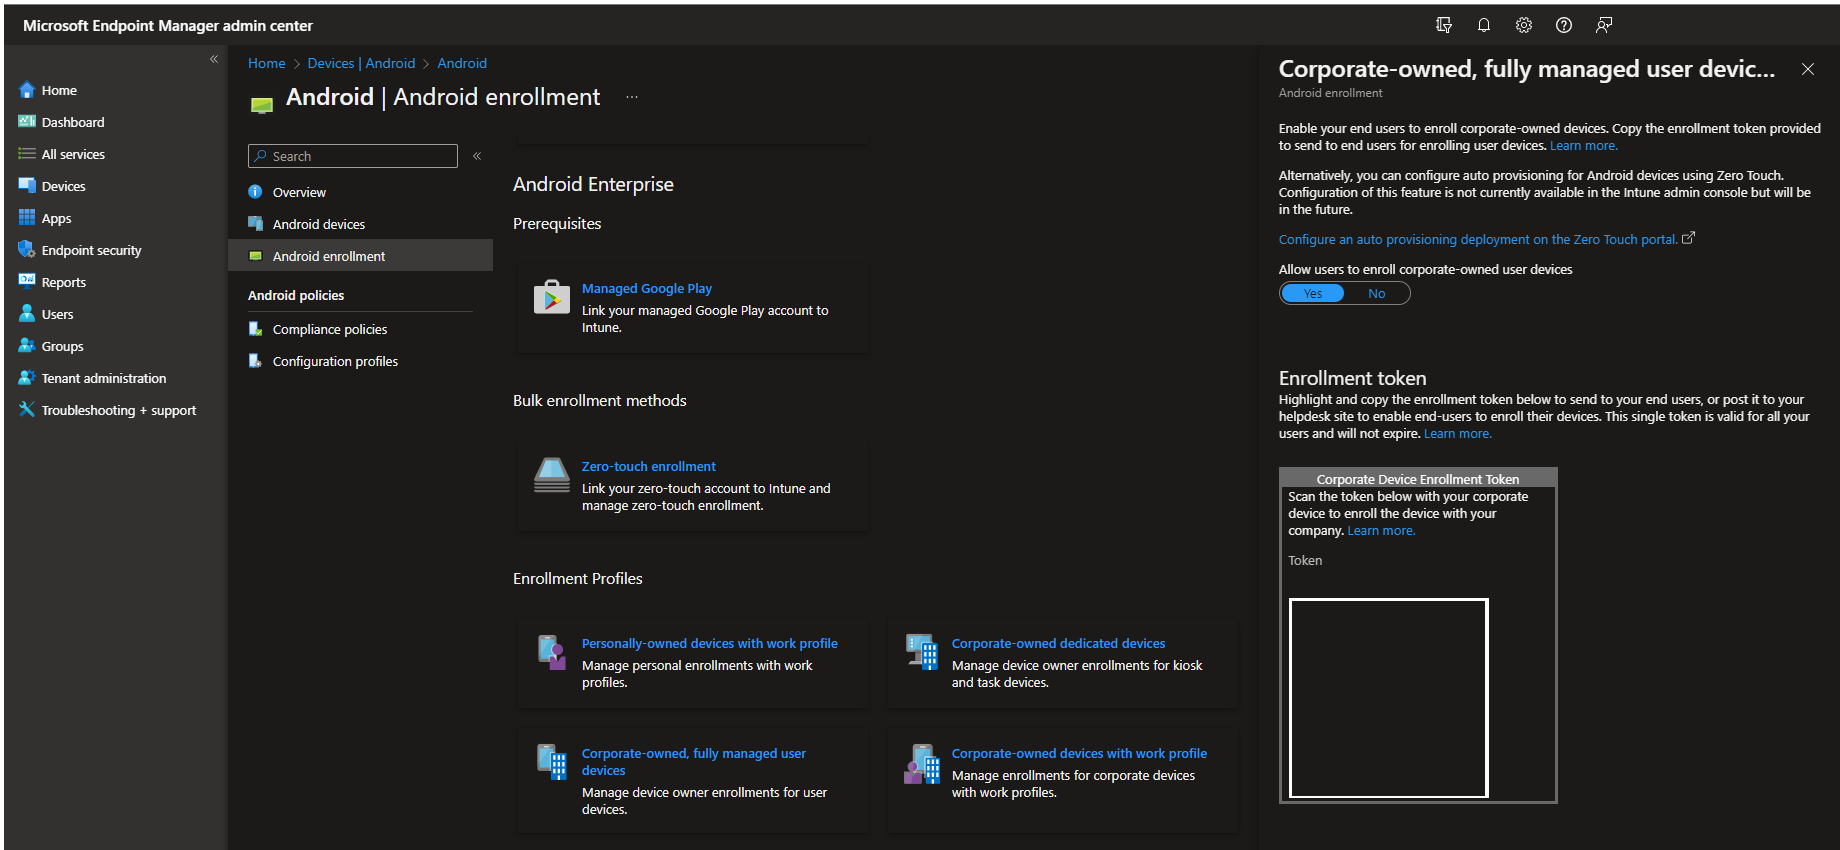 Microsoft Endpoint Manager admin center
Home
Dashboard
All services
Devices
Apps
Endpoint security
Reports
Users
Groups
Tenant administration
Troubleshooting + support
Home > Devices | Android > Android
Android | Android enrollment ...
Search
Overview
Android devices
Android enrollment
Android policies
Compliance policies
Configuration profiles
Android Enterprise
Prerequisites
Managed Google Play
Link your managed Google Play account to
Intune.
Bulk enrollment methods
Zero-touch enrollment
Link your zero-touch account to Intune and
manage zero-touch enrollment.
Enrollment Profiles
Personally-owned devices with work profile
Manage personal enrollments with work
profiles.
Corporate-owned dedicated devices
Manage device owner enrollments for kiosk
and task devices.
Corporate-owned, fully managed user
devices
Manage device owner enrollments for user
devices.
Corporate-owned devices with work profile
Manage enrollments for corporate devices
with work profiles.
Corporate-owned, fully managed user devic...
Android enrollment
Enable your end users to enroll corporate-owned devices. Copy the enrollment token provided
to send to end users for enrolling user devices. Learn more.
Alternatively, you can configure auto provisioning for Android devices using Zero Touch.
Configuration of this feature is not currently available in the Intune admin console but will be
in the future.
Configure an auto provisioning deployment on the Zero Touch portal.
Allow users to enroll corporate-owned user devices
Yes No
Enrollment token
Highlight and copy the enrollment token below to send to your end users, or post it to your
helpdesk site to enable end-users to enroll their devices. This single token is valid for all your
users and will not expire. Learn more.
Corporate Device Enrollment Token
Scan the token below with your corporate
device to enroll the device with your
company. Learn more.
Token